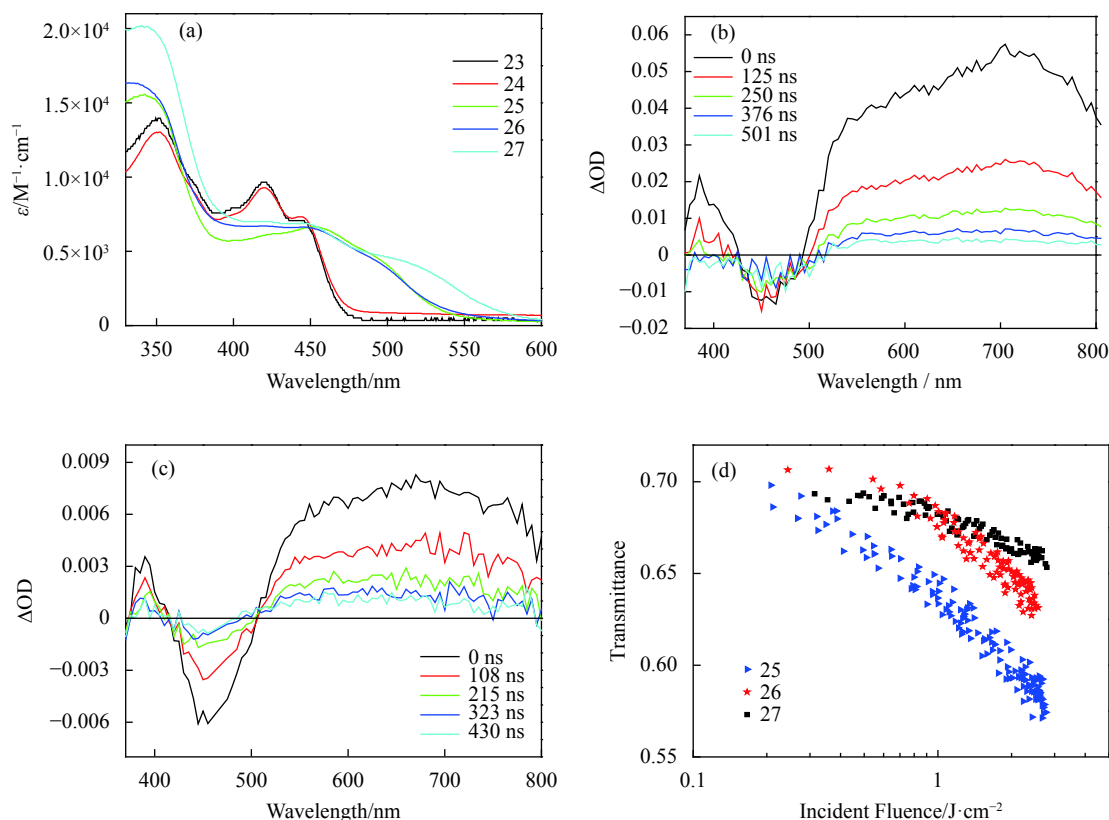 (a)
2.0×10⁴
1.5×10⁴
1.0×10⁴
5.0×10³
0
ε/M⁻¹·cm⁻¹
23
24
25
26
27
350 400 450 500 550 600
Wavelength/nm
(b)
0.06
0.05
0.04
0.03
0.02
0.01
0
−0.01
−0.02
ΔOD
0 ns
125 ns
250 ns
376 ns
501 ns
400 500 600 700 800
Wavelength / nm
(c)
0.009
0.006
0.003
0
−0.003
−0.006
ΔOD
0 ns
108 ns
215 ns
323 ns
430 ns
400 500 600 700 800
Wavelength/nm
(d)
0.70
0.65
0.60
0.55
Transmittance
25
26
27
0.1 1
Incident Fluence/J·cm⁻²